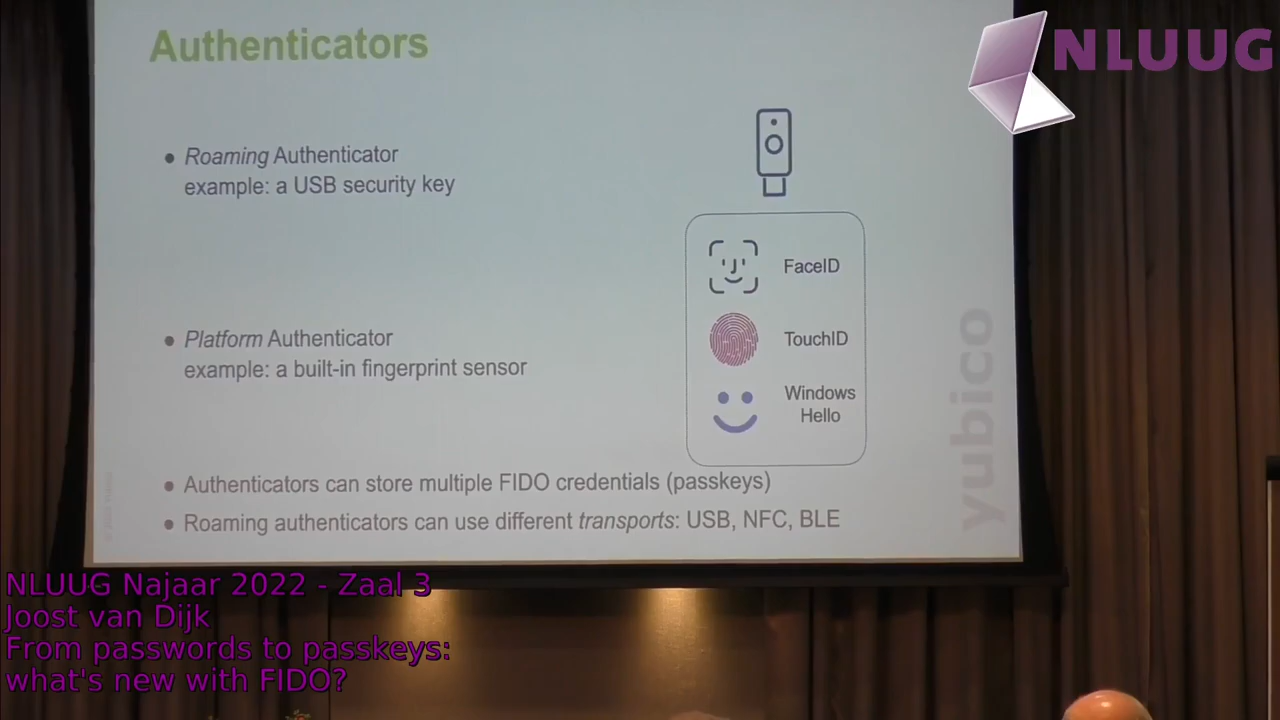 Authenticators
NLUUG
• Roaming Authenticator
example: a USB security key
FaceID
• Platform Authenticator
example: a built-in fingerprint sensor
TouchID
Windows
Hello
yubico
• Authenticators can store multiple FIDO credentials (passkeys)
• Roaming authenticators can use different transports: USB, NFC, BLE
NLUUG Najaar 2022 - Zaal 3
Joost van Dijk
From passwords to passkeys:
what's new with FIDO?